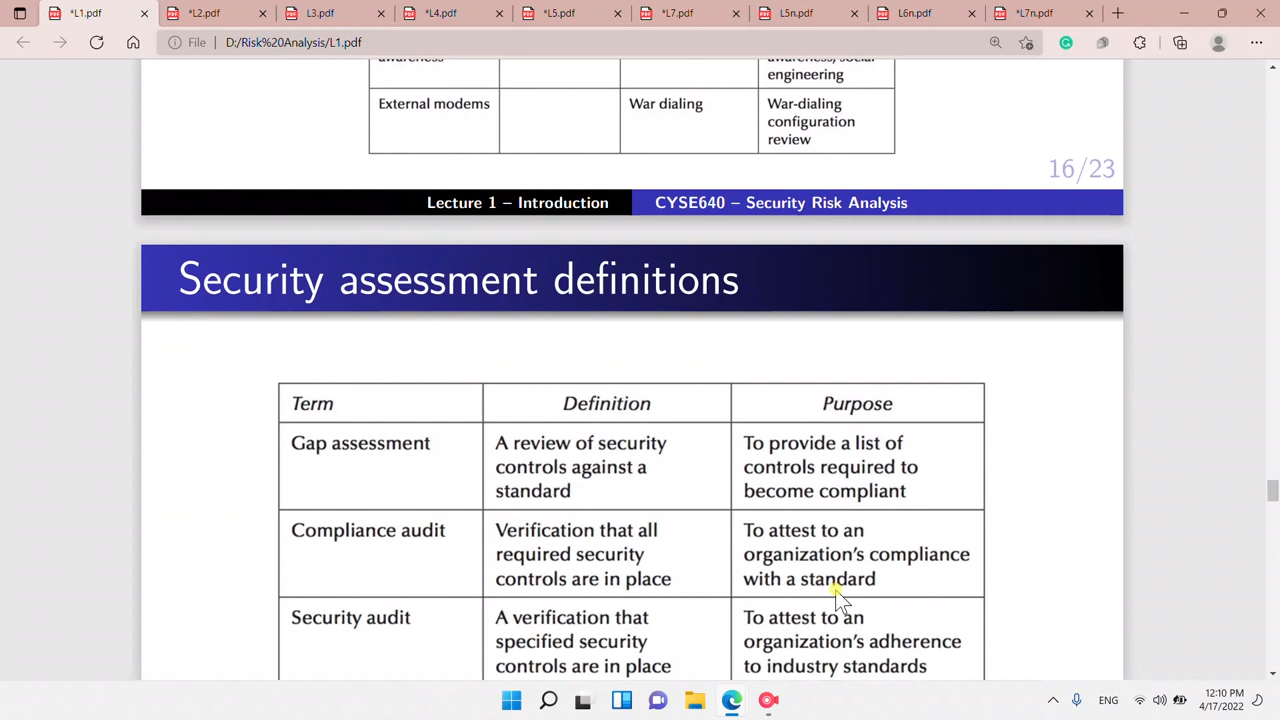 *L1.pdf
*L2.pdf
L3.pdf
*L4.pdf
*L5.pdf
*L7.pdf
L5n.pdf
L6n.pdf
*L7n.pdf
File
D:/Risk%20Analysis/L1.pdf
awareness
awareness, social
engineering
External modems
War dialing
War-dialing
configuration
review
16/23
Lecture 1 – Introduction
CYSE640 – Security Risk Analysis
Security assessment definitions
Term
Definition
Purpose
Gap assessment
A review of security
controls against a
standard
To provide a list of
controls required to
become compliant
Compliance audit
Verification that all
required security
controls are in place
To attest to an
organization's compliance
with a standard
Security audit
A verification that
specified security
controls are in place
To attest to an
organization's adherence
to industry standards
ENG
12:10 PM
4/17/2022